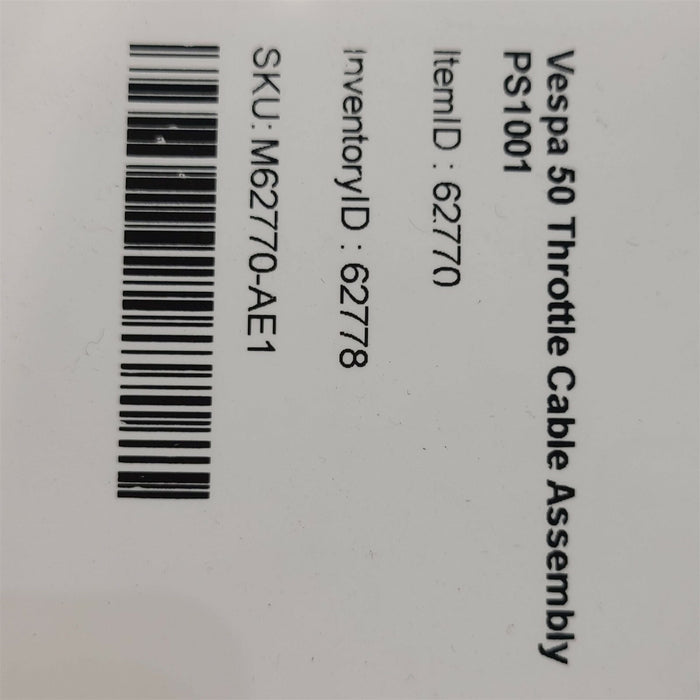 Vespa 50 Throttle Cable Assembly
PS1001
ItemID : 62770
InventoryID : 62778
SKU: M62770-AE1